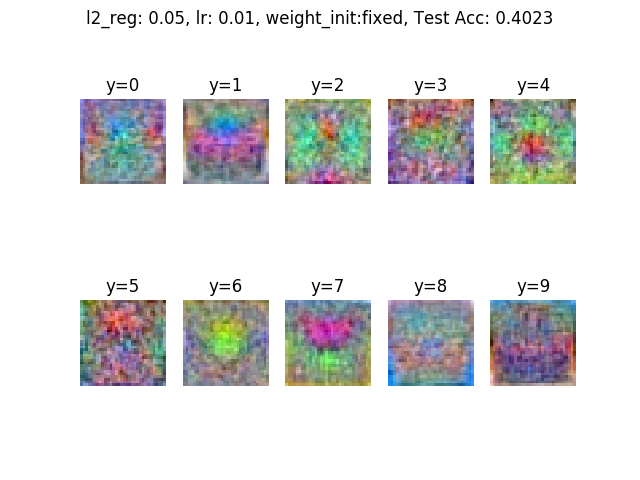 l2_reg: 0.05, lr: 0.01, weight_init:fixed, Test Acc: 0.4023
y=0 y=1 y=2 y=3 y=4
y=5 y=6 y=7 y=8 y=9